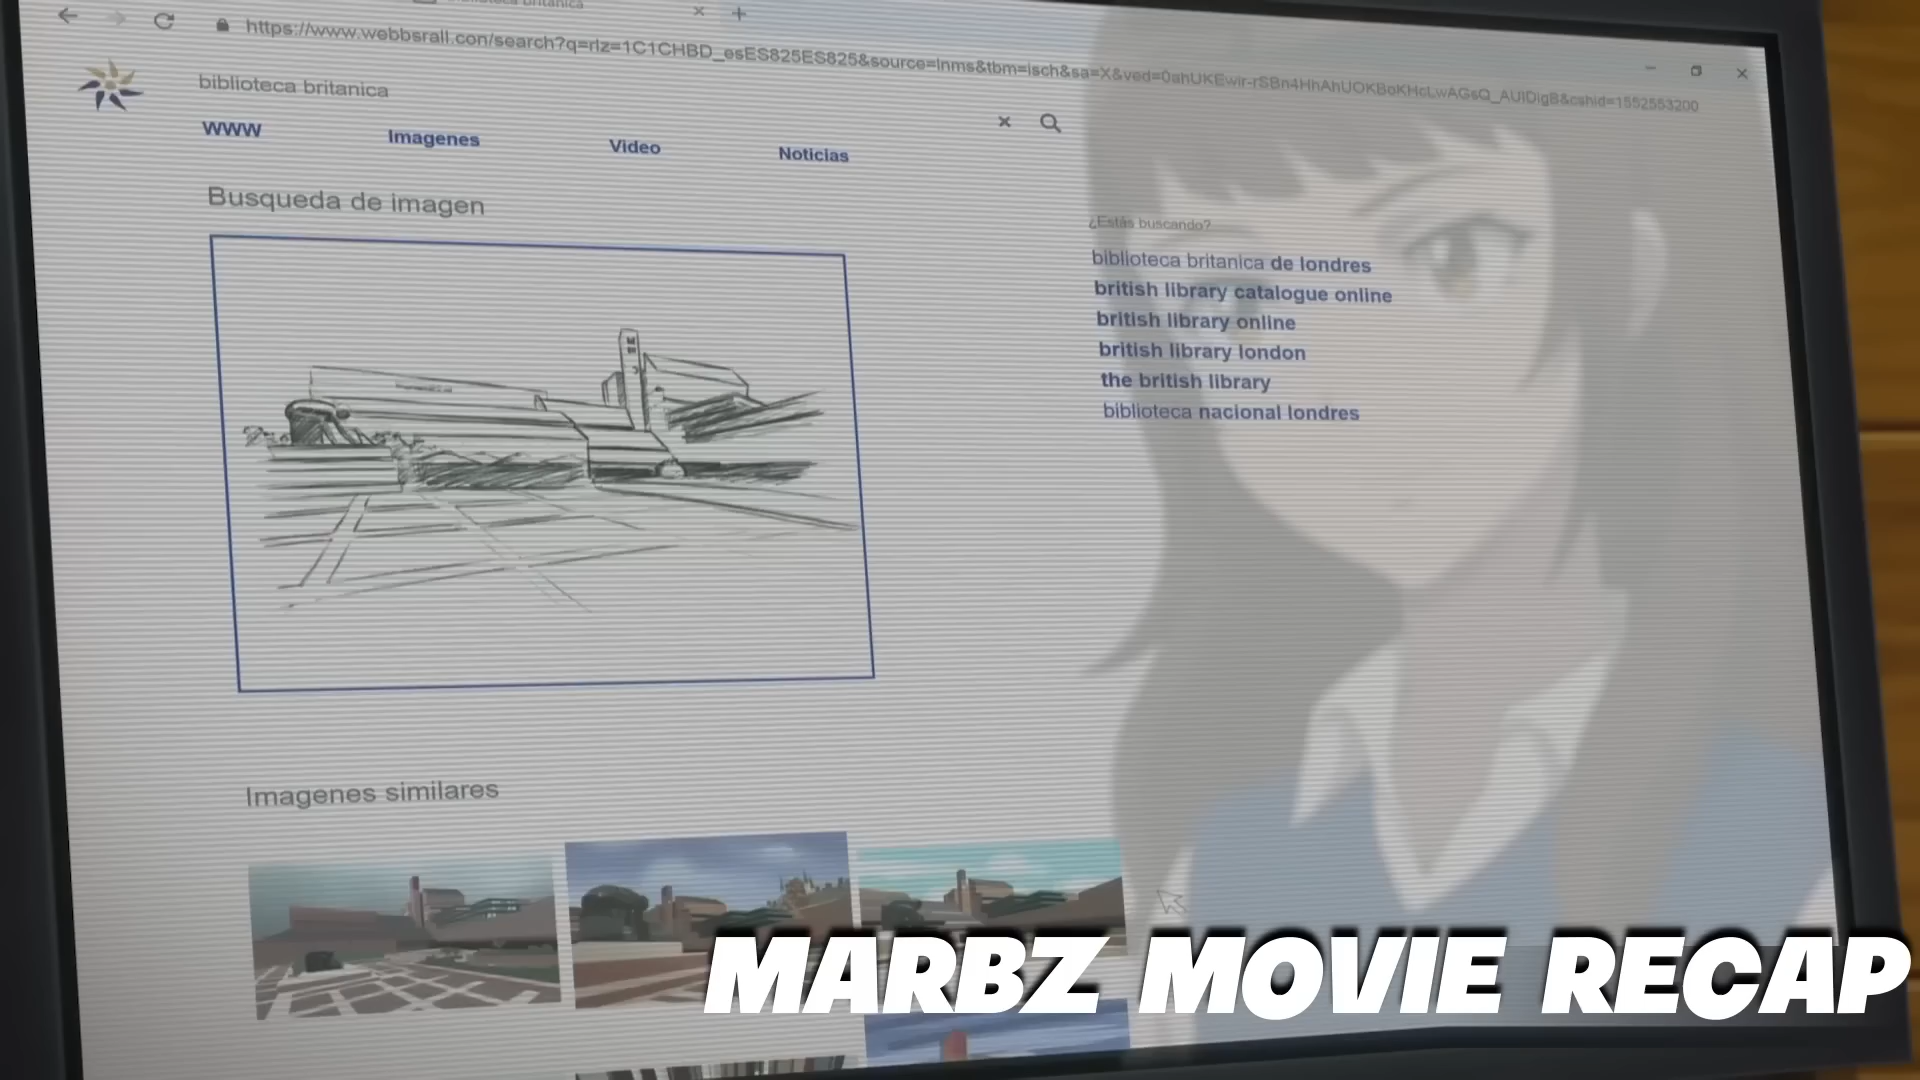 https://www.webbsrall.con/search?q=rlz=1C1CHBD_esES825ES825&source=lnms&tbm=isch&sa=X&ved=0ahUKEwir-rSBn4HhAhUOKBoKHcLwAGsQ_AUIDigB&cshid=1552553200
biblioteca britanica
WWW Imagenes Video Noticias
Busqueda de imagen
¿Estás buscando?
biblioteca britanica de londres
british library catalogue online
british library online
british library london
the british library
biblioteca nacional londres
Imagenes similares
MARBZ MOVIE RECAP